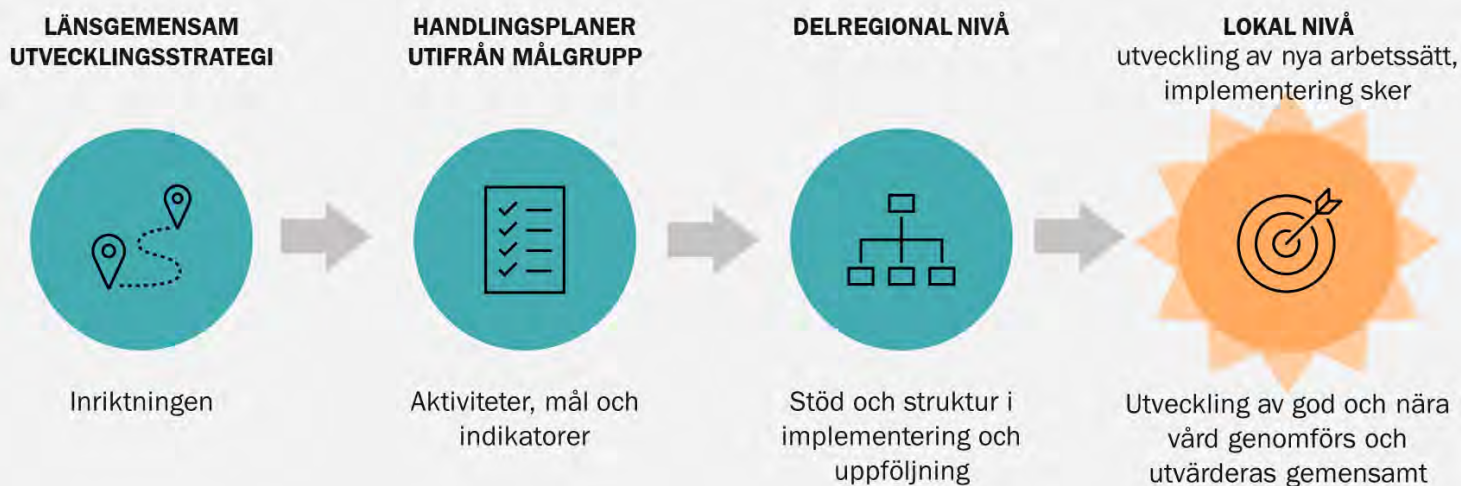 LÄNSGEMENSAM
UTVECKLINGSSTRATEGI
Inriktningen
HANDLINGSPLANER
UTIFRÅN MÅLGRUPP
Aktiviteter, mål och
indikatorer
DELREGIONAL NIVÅ
Stöd och struktur i
implementering och
uppföljning
LOKAL NIVÅ
utveckling av nya arbetssätt,
implementering sker
Utveckling av god och nära
vård genomförs och
utvärderas gemensamt